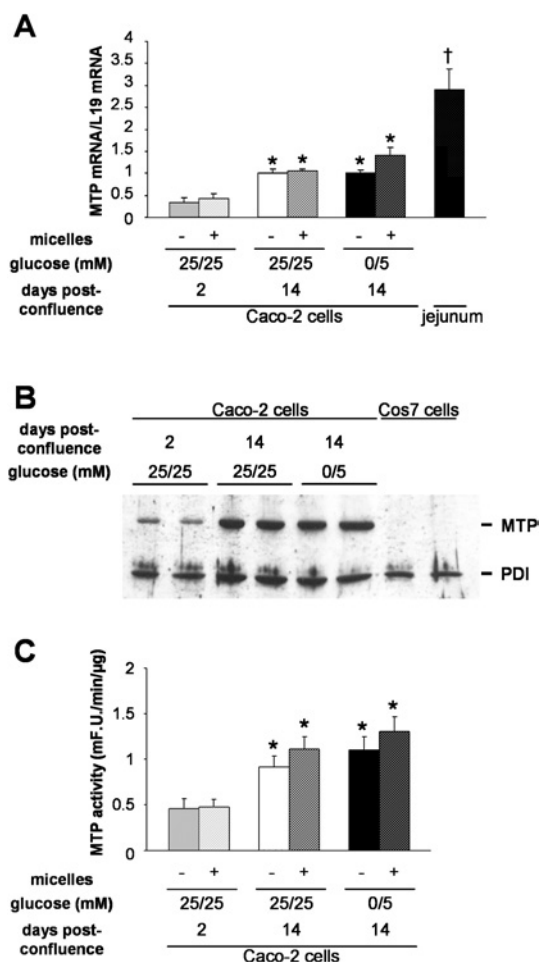 A
MTP mRNA/L19 mRNA
4
3.5
3
2.5
2
1.5
1
0.5
0
* * * * †
micelles - + - + - +
glucose (mM) 25/25 25/25 0/5
days post-confluence 2 14 14
Caco-2 cells jejunum
B
Caco-2 cells Cos7 cells
days post-confluence 2 14 14
glucose (mM) 25/25 25/25 0/5
MTP
PDI
C
MTP activity (mF.U./min/µg)
2
1.5
1
0.5
0
* * * *
micelles - + - + - +
glucose (mM) 25/25 25/25 0/5
days post-confluence 2 14 14
Caco-2 cells